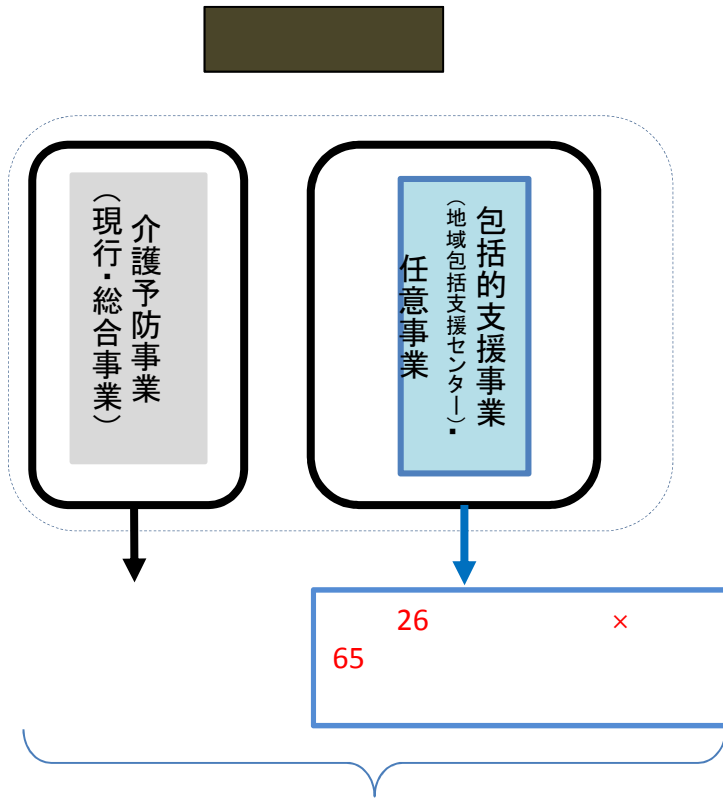 介護予防事業
(現行・総合事業)
包括的支援事業
(地域包括支援センター)・
任意事業
26 ×
65